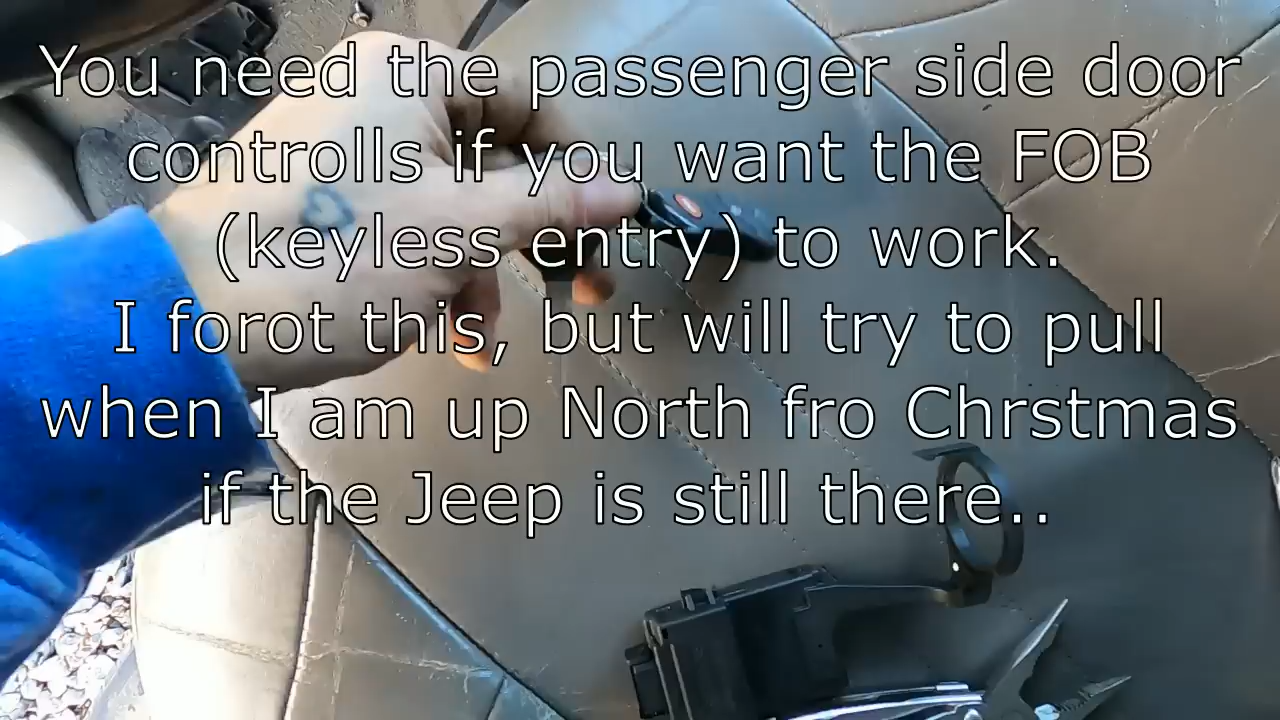 You need the passenger side door
controlls if you want the FOB
(keyless entry) to work.
I forot this, but will try to pull
when I am up North fro Chrstmas
if the Jeep is still there..